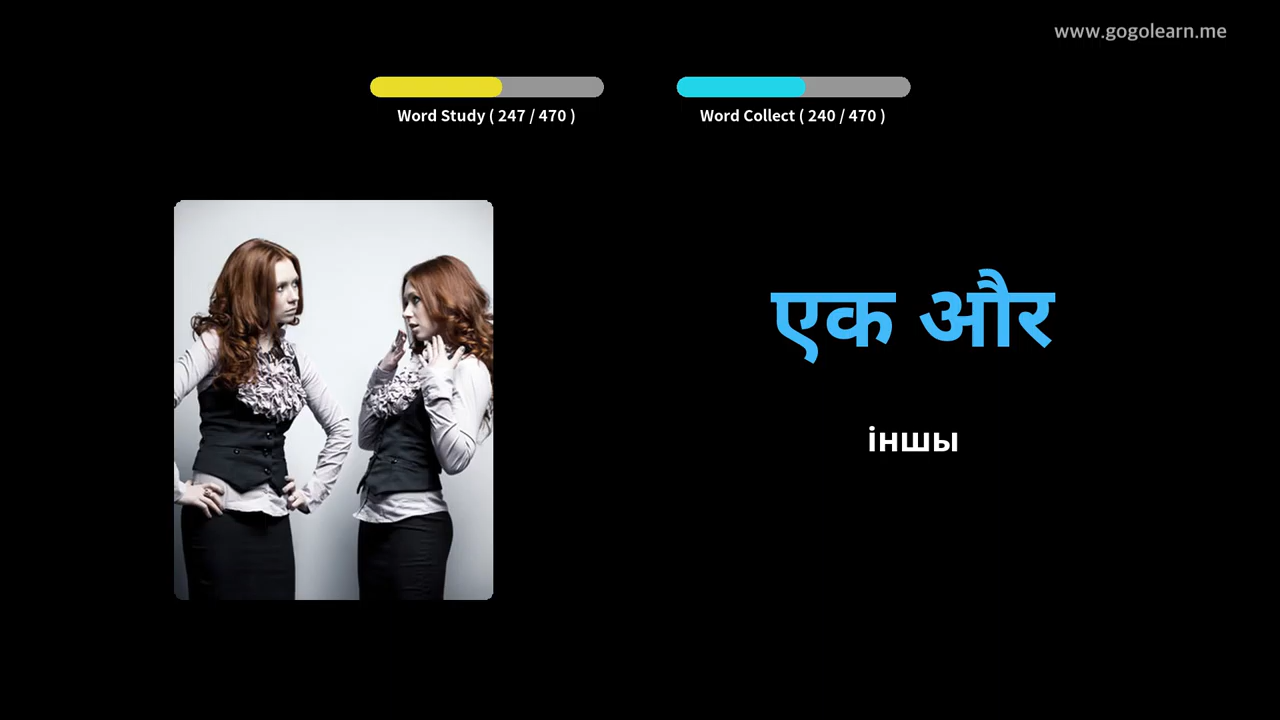 www.gogolearn.me
Word Study ( 247 / 470 )
Word Collect ( 240 / 470 )
एक और
іншы